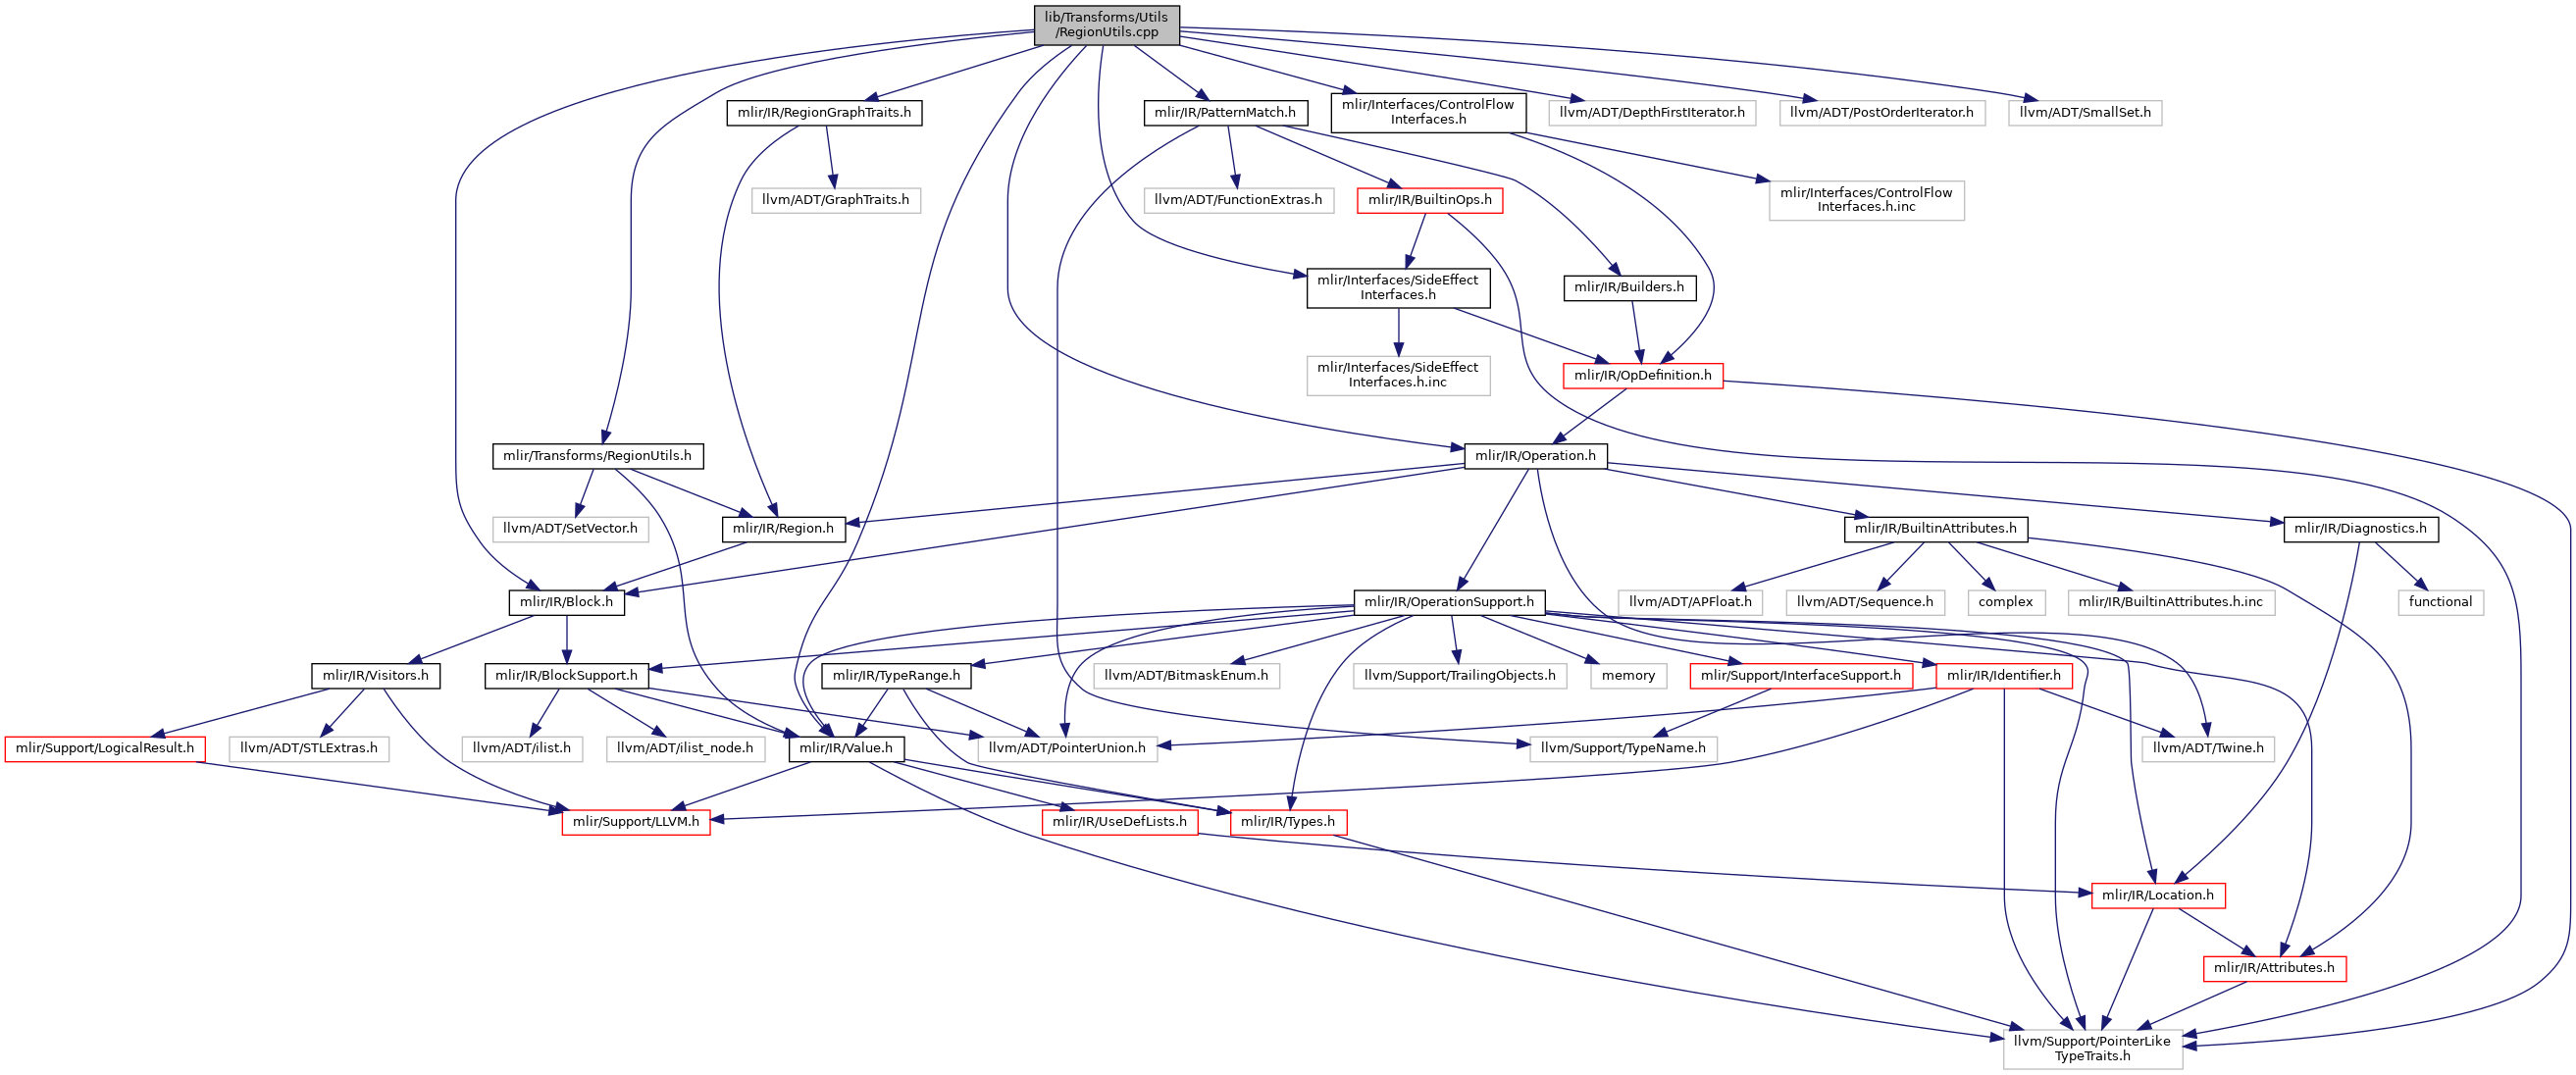 lib/Transforms/Utils
/RegionUtils.cpp
mlir/IR/RegionGraphTraits.h
mlir/IR/PatternMatch.h
mlir/Interfaces/ControlFlow
Interfaces.h
llvm/ADT/DepthFirstIterator.h
llvm/ADT/PostOrderIterator.h
llvm/ADT/SmallSet.h
llvm/ADT/GraphTraits.h
llvm/ADT/FunctionExtras.h
mlir/IR/BuiltinOps.h
mlir/Interfaces/ControlFlow
Interfaces.h.inc
mlir/Interfaces/SideEffect
Interfaces.h
mlir/IR/Builders.h
mlir/Interfaces/SideEffect
Interfaces.h.inc
mlir/IR/OpDefinition.h
mlir/Transforms/RegionUtils.h
mlir/IR/Operation.h
llvm/ADT/SetVector.h
mlir/IR/Region.h
mlir/IR/BuiltinAttributes.h
mlir/IR/Diagnostics.h
mlir/IR/Block.h
mlir/IR/OperationSupport.h
llvm/ADT/APFloat.h
llvm/ADT/Sequence.h
complex
mlir/IR/BuiltinAttributes.h.inc
functional
mlir/IR/Visitors.h
mlir/IR/BlockSupport.h
mlir/IR/TypeRange.h
llvm/ADT/BitmaskEnum.h
llvm/Support/TrailingObjects.h
memory
mlir/Support/InterfaceSupport.h
mlir/IR/Identifier.h
mlir/Support/LogicalResult.h
llvm/ADT/STLExtras.h
llvm/ADT/ilist.h
llvm/ADT/ilist_node.h
mlir/IR/Value.h
llvm/ADT/PointerUnion.h
llvm/Support/TypeName.h
llvm/ADT/Twine.h
mlir/Support/LLVM.h
mlir/IR/UseDefLists.h
mlir/IR/Types.h
mlir/IR/Location.h
mlir/IR/Attributes.h
llvm/Support/PointerLike
TypeTraits.h